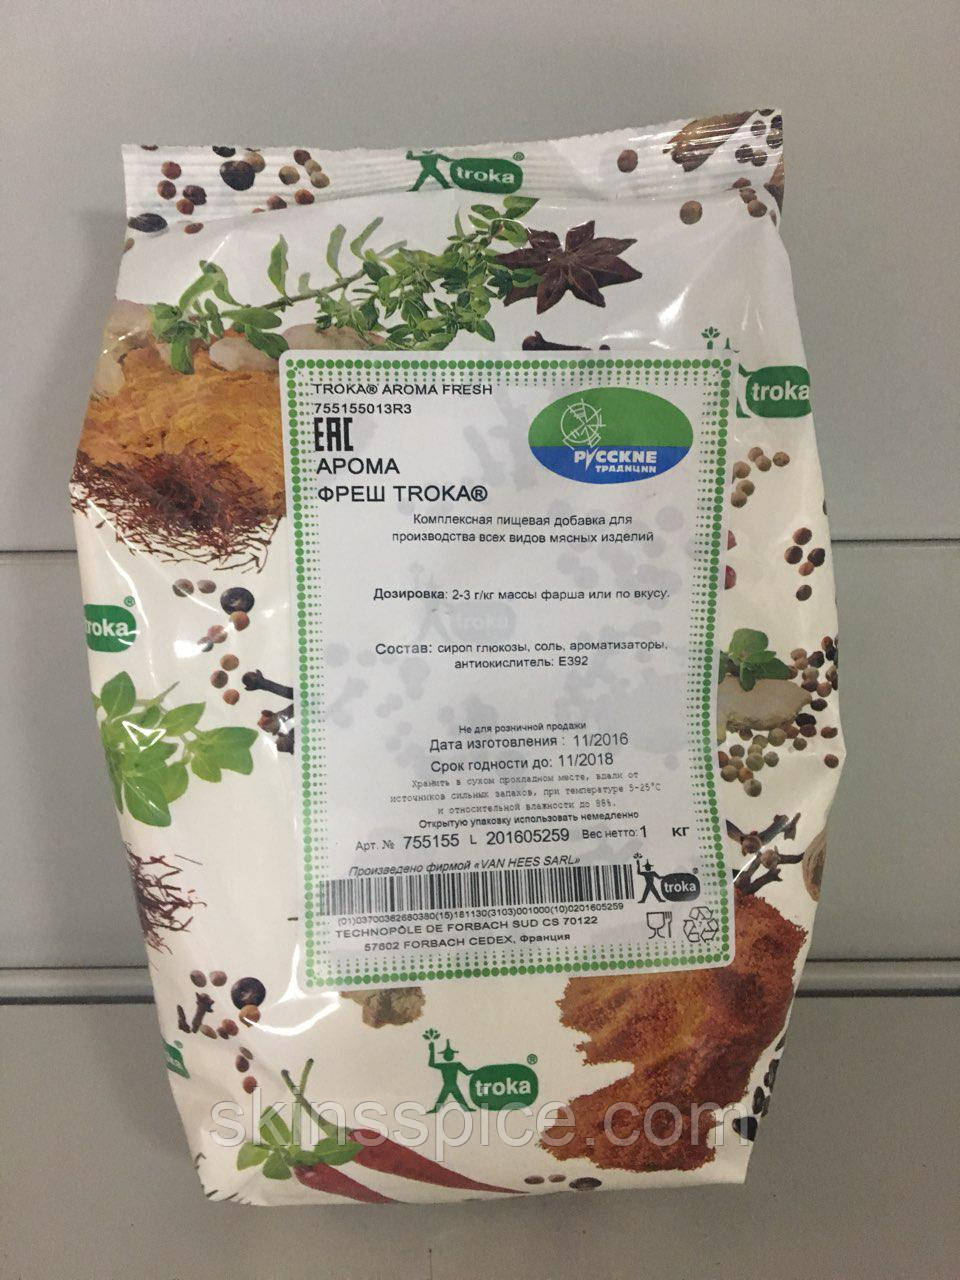 troka®
troka
TROKA® AROMA FRESH
755155013R3
EAC
АРОМА
ФРЕШ TROKA®
РУССКИЕ
ТРАДИЦИИ
Комплексная пищевая добавка для
производства всех видов мясных изделий
Дозировка: 2-3 г/кг массы фарша или по вкусу.
troka
Состав: сироп глюкозы, соль, ароматизаторы,
антиокислитель: Е392
Не для розничной продажи
Дата изготовления : 11/2016
Срок годности до: 11/2018
Хранить в сухом прохладном месте, вдали от
источников сильных запахов, при температуре 5-25°C
и относительной влажности до 88%.
Открытую упаковку использовать немедленно
Арт. № 755155 L 201605259 Вес нетто: 1 кг
Произведено фирмой «VAN HEES SARL»
troka®
(01)03700362680380(15)181130(3103)001000(10)0201605259
TECHNOPÔLE DE FORBACH SUD CS 70122
57602 FORBACH CEDEX, Франция
roka®
troka®
skinsspice.com